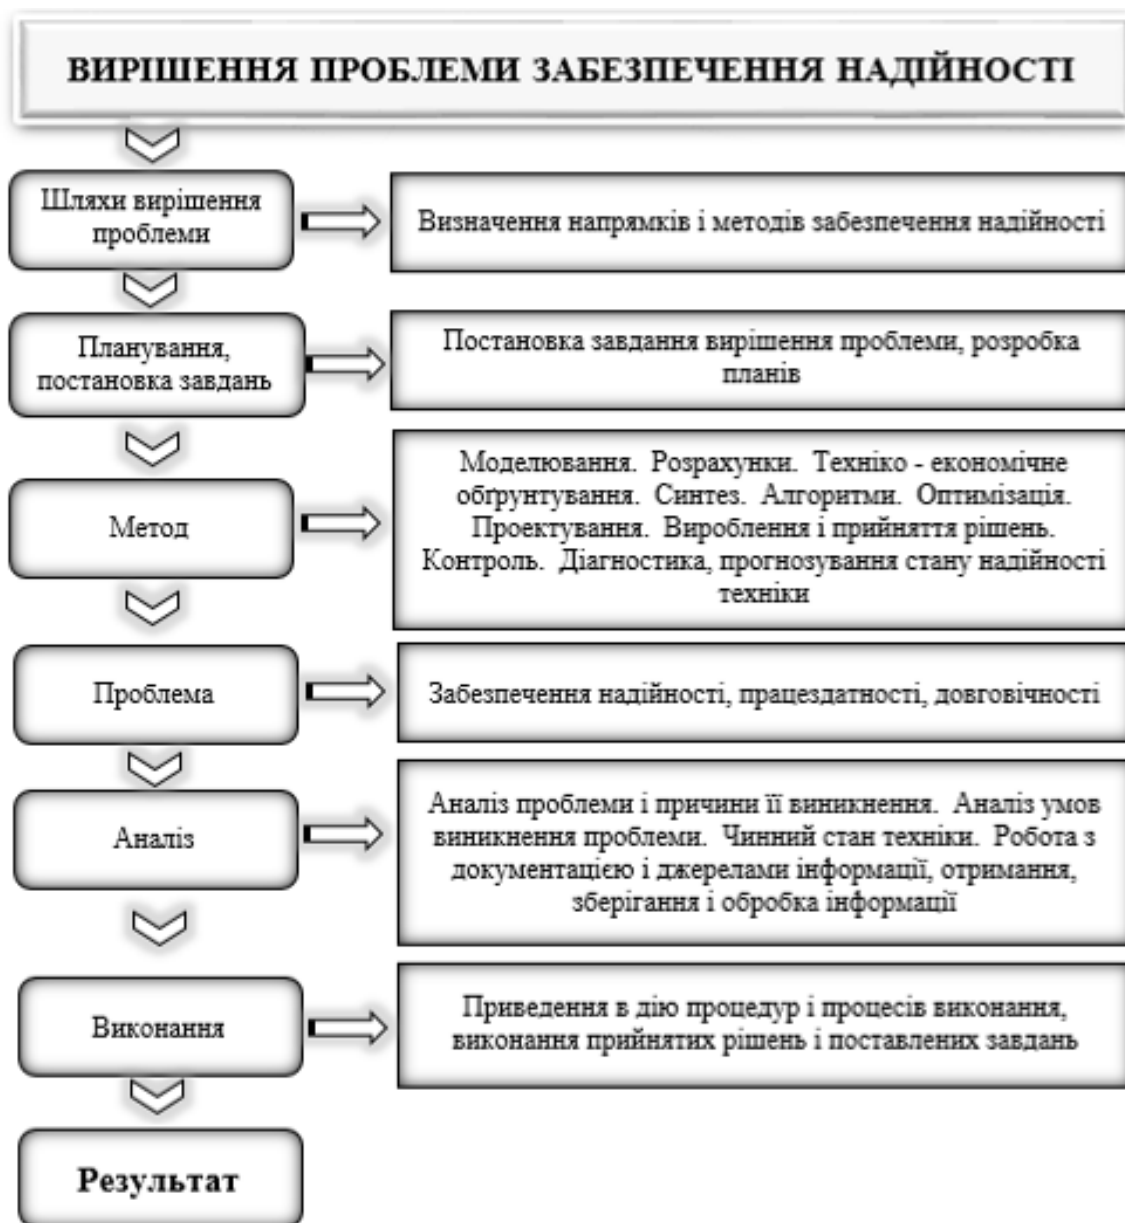 ВИРІШЕННЯ ПРОБЛЕМИ ЗАБЕЗПЕЧЕННЯ НАДІЙНОСТІ
Шляхи вирішення
проблеми
Визначення напрямків і методів забезпечення надійності
Планування,
постановка завдань
Постановка завдання вирішення проблеми, розробка
планів
Метод
Моделювання. Розрахунки. Техніко - економічне
обґрунтування. Синтез. Алгоритми. Оптимізація.
Проектування. Вироблення і прийняття рішень.
Контроль. Діагностика, прогнозування стану надійності
техніки
Проблема
Забезпечення надійності, працездатності, довговічності
Аналіз
Аналіз проблеми і причини її виникнення. Аналіз умов
виникнення проблеми. Чинний стан техніки. Робота з
документацією і джерелами інформації, отримання,
зберігання і обробка інформації
Виконання
Приведення в дію процедур і процесів виконання,
виконання прийнятих рішень і поставлених завдань
Результат